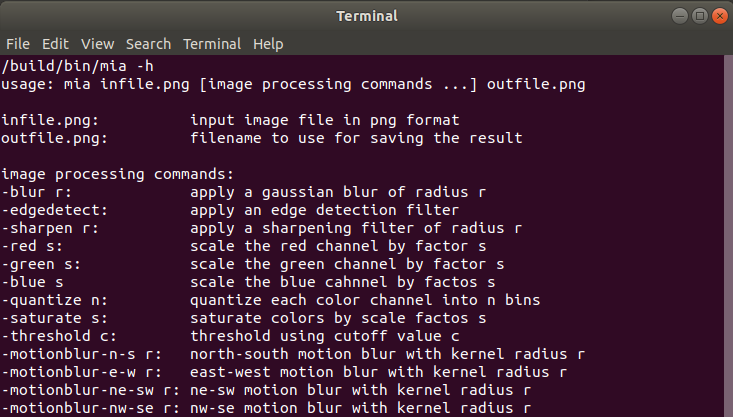 Terminal
File Edit View Search Terminal Help
/build/bin/mia -h
usage: mia infile.png [image processing commands ...] outfile.png
infile.png: input image file in png format
outfile.png: filename to use for saving the result
image processing commands:
-blur r: apply a gaussian blur of radius r
-edgedetect: apply an edge detection filter
-sharpen r: apply a sharpening filter of radius r
-red s: scale the red channel by factor s
-green s: scale the green channel by factor s
-blue s scale the blue cahnnel by factos s
-quantize n: quantize each color channel into n bins
-saturate s: saturate colors by scale factos s
-threshold c: threshold using cutoff value c
-motionblur-n-s r: north-south motion blur with kernel radius r
-motionblur-e-w r: east-west motion blur with kernel radius r
-motionblur-ne-sw r: ne-sw motion blur with kernel radius r
-motionblur-nw-se r: nw-se motion blur with kernel radius r